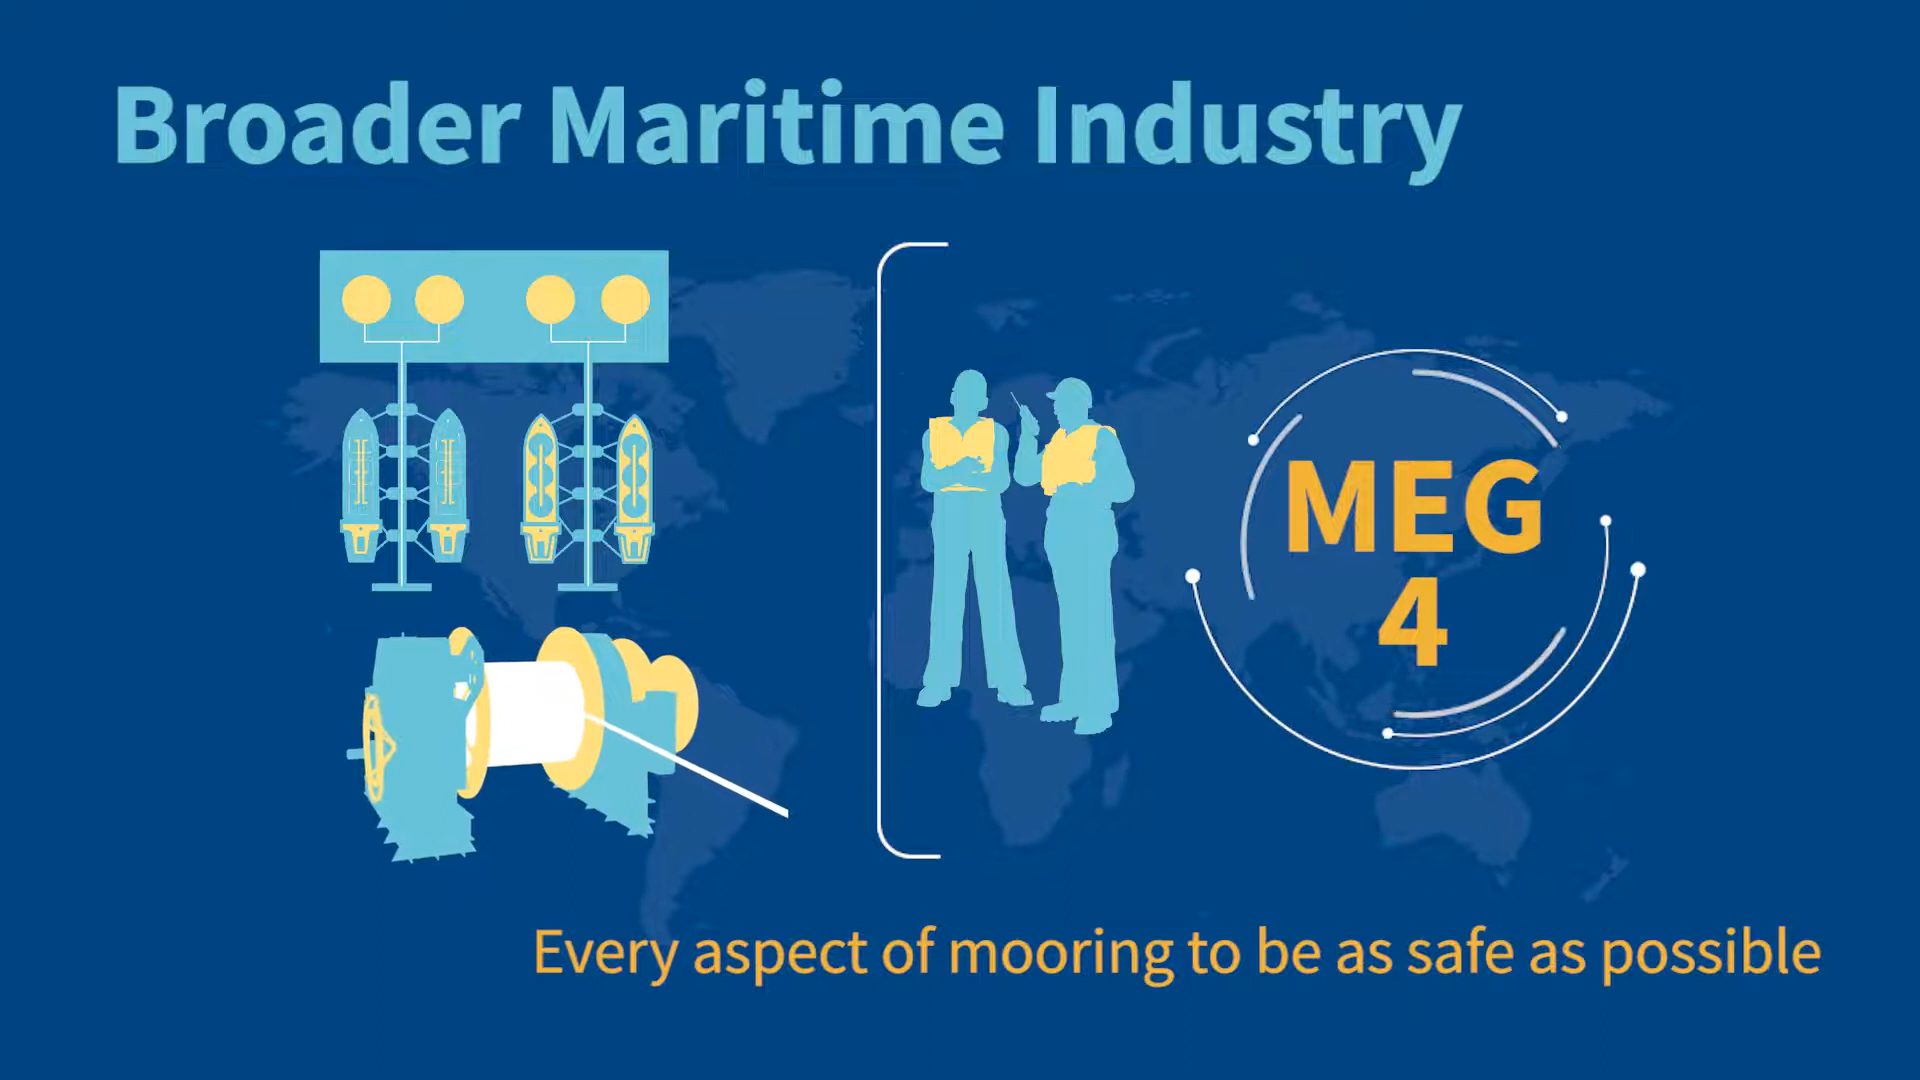 Broader Maritime Industry
MEG
4
Every aspect of mooring to be as safe as possible